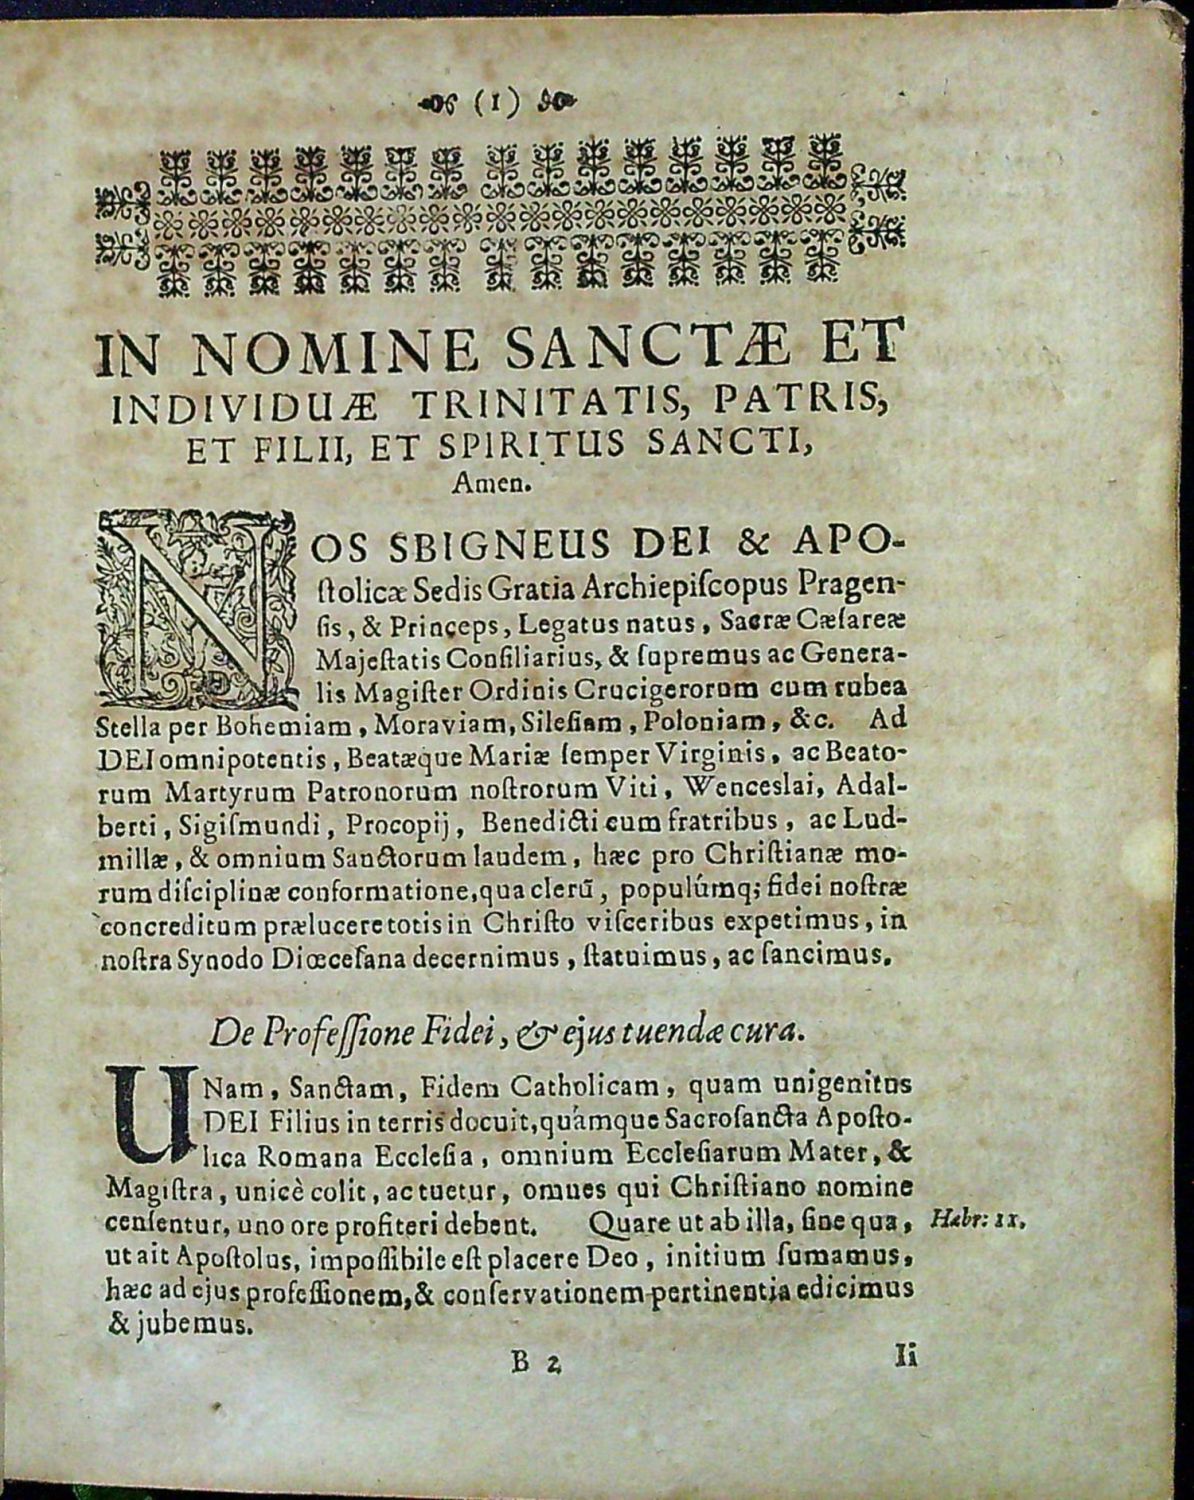 (1)
IN NOMINE SANCTÆ ET
INDIVIDUÆ TRINITATIS, PATRIS,
ET FILII, ET SPIRITUS SANCTI,
Amen.
NOS SBIGNEUS DEI & APO-
ſtolicæ Sedis Gratia Archiepiſcopus Pragen-
ſis, & Princeps, Legatus natus, Sacræ Cæſareæ
Majeſtatis Conſiliarius, & ſupremus ac Genera-
lis Magiſter Ordinis Crucigerorum cum rubea
Stella per Bohemiam, Moraviam, Sileſiam, Poloniam, &c. Ad
DEI omnipotentis, Beatæque Mariæ ſemper Virginis, ac Beato-
rum Martyrum Patronorum noſtrorum Viti, Wenceslai, Adal-
berti, Sigiſmundi, Procopij, Benedicti cum fratribus, ac Lud-
millæ, & omnium Sanctorum laudem, hæc pro Chriſtianæ mo-
rum diſciplinæ conformatione, qua clerũ, populúmq; fidei noſtræ
concreditum prælucere totis in Chriſto viſceribus expetimus, in
noſtra Synodo Diœceſana decernimus, ſtatuimus, ac ſancimus.
De Profeſſione Fidei, & ejus tuendæ cura.
UNam, Sanctam, Fidem Catholicam, quam unigenitus
DEI Filius in terris docuit, quámque Sacroſancta Apoſto-
lica Romana Eccleſia, omnium Eccleſiarum Mater, &
Magiſtra, unicè colit, ac tuetur, omnes qui Chriſtiano nomine
cenſentur, uno ore profiteri debent. Quare ut ab illa, ſine qua,
Hebr: 11.
ut ait Apoſtolus, impoſſibile eſt placere Deo, initium ſumamus,
hæc ad ejus profeſſionem, & conſervationem pertinentia edicimus
& jubemus.
B 2
Ii